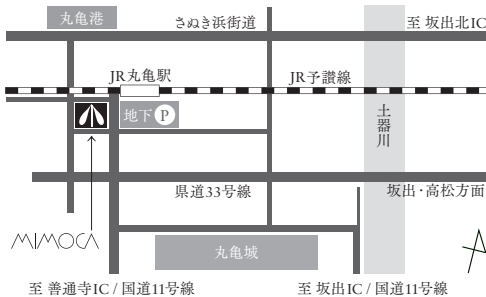 丸亀港
さぬき浜街道
至 坂出北IC
JR丸亀駅
JR予讃線
地下 P
土器川
県道33号線
坂出・高松方面
MIMOCA
丸亀城
至 善通寺IC / 国道11号線
至 坂出IC / 国道11号線